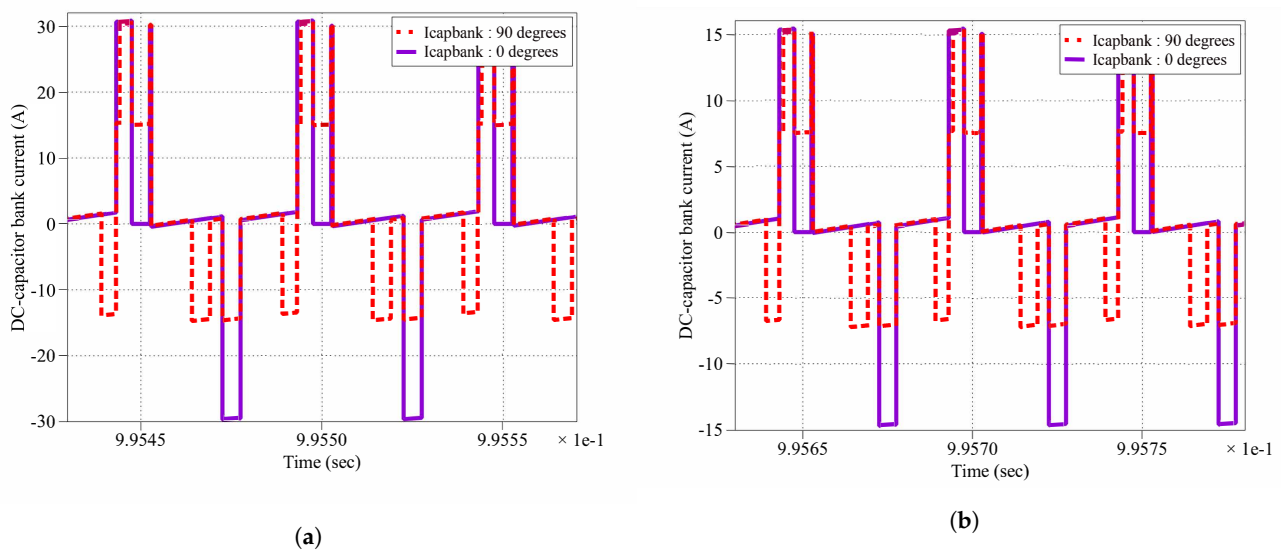 30
20
10
0
-10
-20
-30
DC-capacitor bank current (A)
Icapbank : 90 degrees
Icapbank : 0 degrees
9.9545
9.9550
9.9555
× 1e-1
Time (sec)
(a)
15
10
5
0
-5
-10
-15
DC-capacitor bank current (A)
Icapbank : 90 degrees
Icapbank : 0 degrees
9.9565
9.9570
9.9575
× 1e-1
Time (sec)
(b)